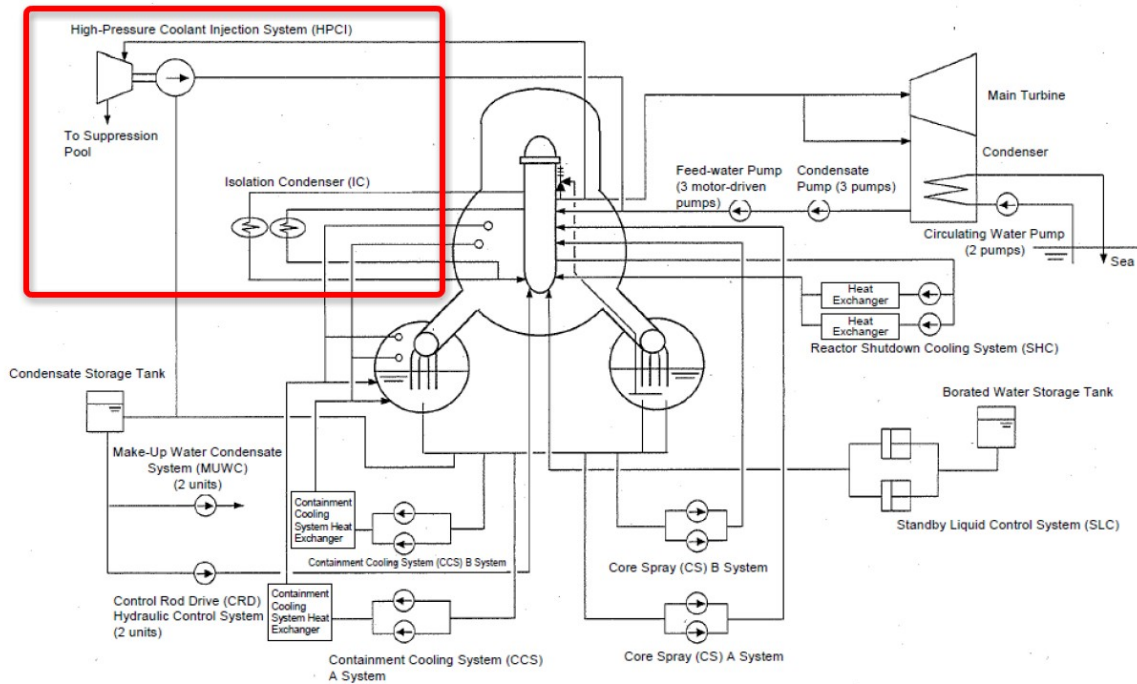 High-Pressure Coolant Injection System (HPCI)
To Suppression
Pool
Isolation Condenser (IC)
Main Turbine
Condenser
Feed-water Pump
(3 motor-driven
pumps)
Condensate
Pump (3 pumps)
Circulating Water Pump
(2 pumps)
Sea
Heat
Exchanger
Heat
Exchanger
Reactor Shutdown Cooling System (SHC)
Condensate Storage Tank
Borated Water Storage Tank
Make-Up Water Condensate
System (MUWC)
(2 units)
Standby Liquid Control System (SLC)
Containment
Cooling
System Heat
Exchanger
Containment Cooling System (CCS) B System
Core Spray (CS) B System
Control Rod Drive (CRD)
Hydraulic Control System
(2 units)
Containment
Cooling
System Heat
Exchanger
Containment Cooling System (CCS)
A System
Core Spray (CS) A System